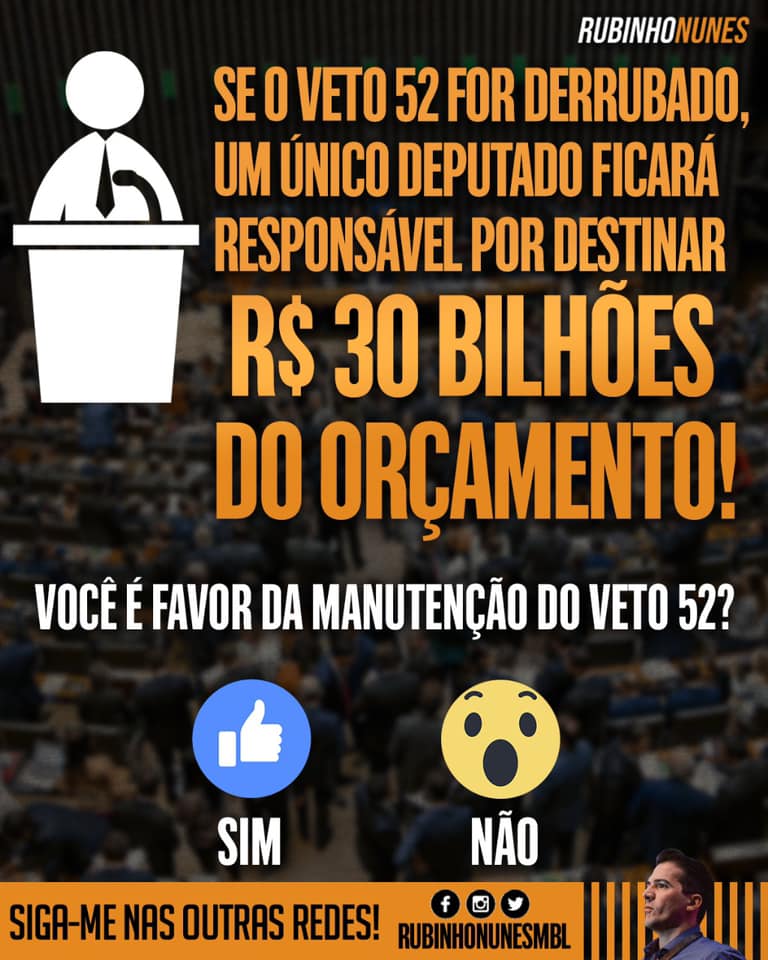 RUBINHONUNES
SE O VETO 52 FOR DERRUBADO,
UM ÚNICO DEPUTADO FICARÁ
RESPONSÁVEL POR DESTINAR
R$ 30 BILHÕES
DO ORÇAMENTO!
VOCÊ É FAVOR DA MANUTENÇÃO DO VETO 52?
SIM
NÃO
SIGA-ME NAS OUTRAS REDES!
RUBINHONUNESMBL